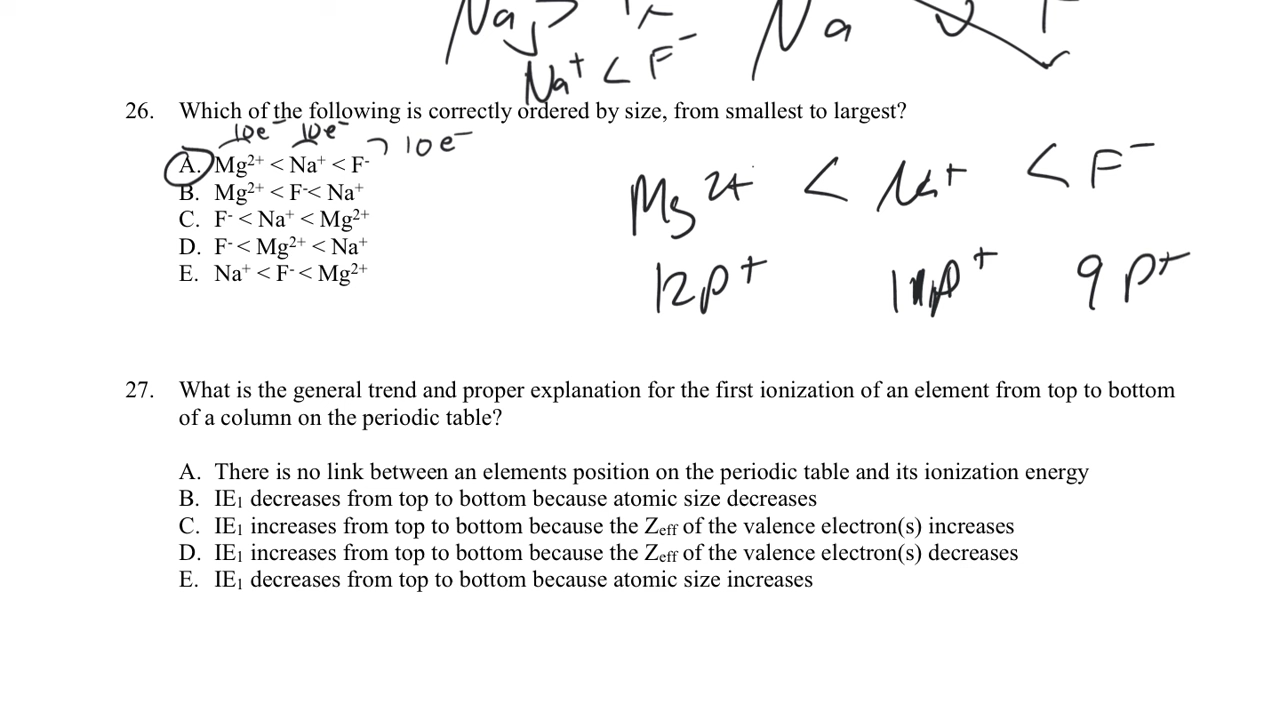 Na > F Na
Na⁺ < F⁻
26. Which of the following is correctly ordered by size, from smallest to largest?
10e⁻ 10e⁻ 10e⁻
A. Mg²⁺ < Na⁺ < F⁻
B. Mg²⁺ < F⁻< Na⁺
C. F⁻ < Na⁺ < Mg²⁺
D. F⁻ < Mg²⁺ < Na⁺
E. Na⁺ < F⁻ < Mg²⁺
Mg 2+ < Na+ < F⁻
12p+ 11p+ 9p+
27. What is the general trend and proper explanation for the first ionization of an element from top to bottom
of a column on the periodic table?
A. There is no link between an elements position on the periodic table and its ionization energy
B. IE₁ decreases from top to bottom because atomic size decreases
C. IE₁ increases from top to bottom because the Zeff of the valence electron(s) increases
D. IE₁ increases from top to bottom because the Zeff of the valence electron(s) decreases
E. IE₁ decreases from top to bottom because atomic size increases